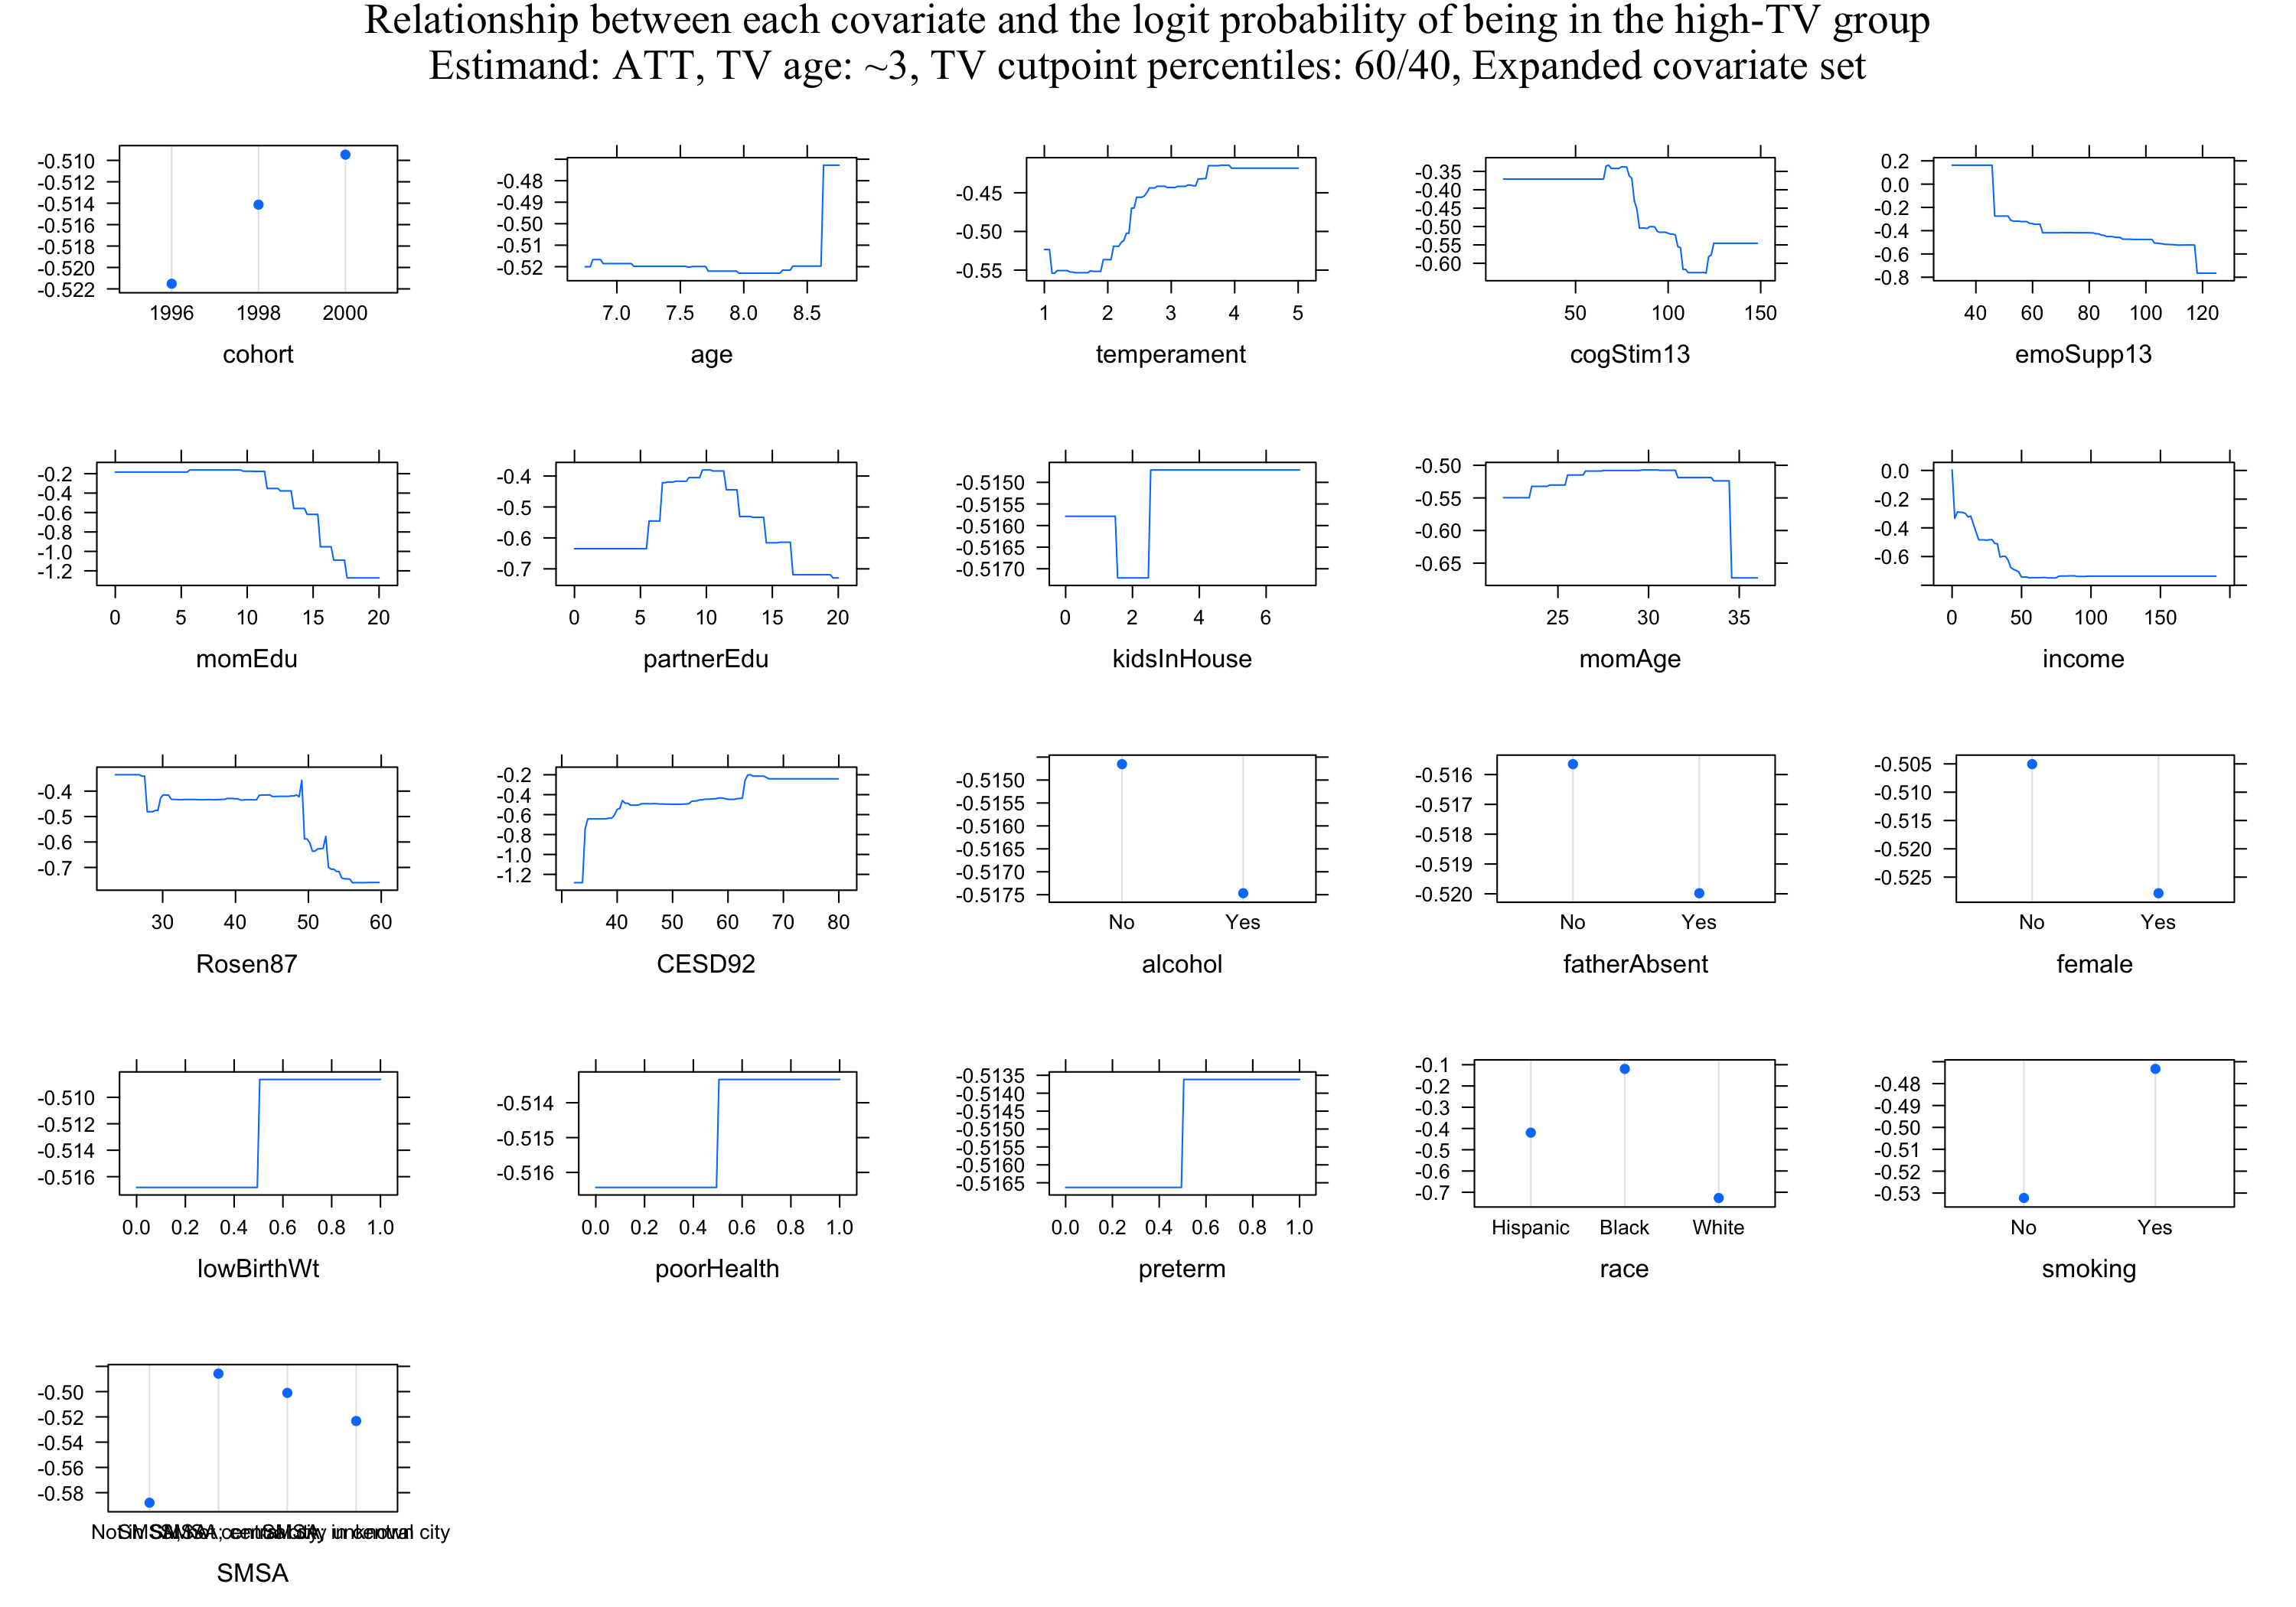 Relationship between each covariate and the logit probability of being in the high-TV group
Estimand: ATT, TV age: ~3, TV cutpoint percentiles: 60/40, Expanded covariate set
-0.510
-0.512
-0.514
-0.516
-0.518
-0.520
-0.522
1996 1998 2000
cohort
-0.48
-0.49
-0.50
-0.51
-0.52
7.0 7.5 8.0 8.5
age
-0.45
-0.50
-0.55
1 2 3 4 5
temperament
-0.35
-0.40
-0.45
-0.50
-0.55
-0.60
50 100 150
cogStim13
0.2
0.0
-0.2
-0.4
-0.6
-0.8
40 60 80 100 120
emoSupp13
-0.2
-0.4
-0.6
-0.8
-1.0
-1.2
0 5 10 15 20
momEdu
-0.4
-0.5
-0.6
-0.7
0 5 10 15 20
partnerEdu
-0.5150
-0.5155
-0.5160
-0.5165
-0.5170
0 2 4 6
kidsInHouse
-0.50
-0.55
-0.60
-0.65
25 30 35
momAge
0.0
-0.2
-0.4
-0.6
0 50 100 150
income
-0.4
-0.5
-0.6
-0.7
30 40 50 60
Rosen87
-0.2
-0.4
-0.6
-0.8
-1.0
-1.2
40 50 60 70 80
CESD92
-0.5150
-0.5155
-0.5160
-0.5165
-0.5170
-0.5175
No Yes
alcohol
-0.516
-0.517
-0.518
-0.519
-0.520
No Yes
fatherAbsent
-0.505
-0.510
-0.515
-0.520
-0.525
No Yes
female
-0.510
-0.512
-0.514
-0.516
0.0 0.2 0.4 0.6 0.8 1.0
lowBirthWt
-0.514
-0.515
-0.516
0.0 0.2 0.4 0.6 0.8 1.0
poorHealth
-0.5135
-0.5140
-0.5145
-0.5150
-0.5155
-0.5160
-0.5165
0.0 0.2 0.4 0.6 0.8 1.0
preterm
-0.1
-0.2
-0.3
-0.4
-0.5
-0.6
-0.7
Hispanic Black White
race
-0.48
-0.49
-0.50
-0.51
-0.52
-0.53
No Yes
smoking
-0.50
-0.52
-0.54
-0.56
-0.58
SMSA